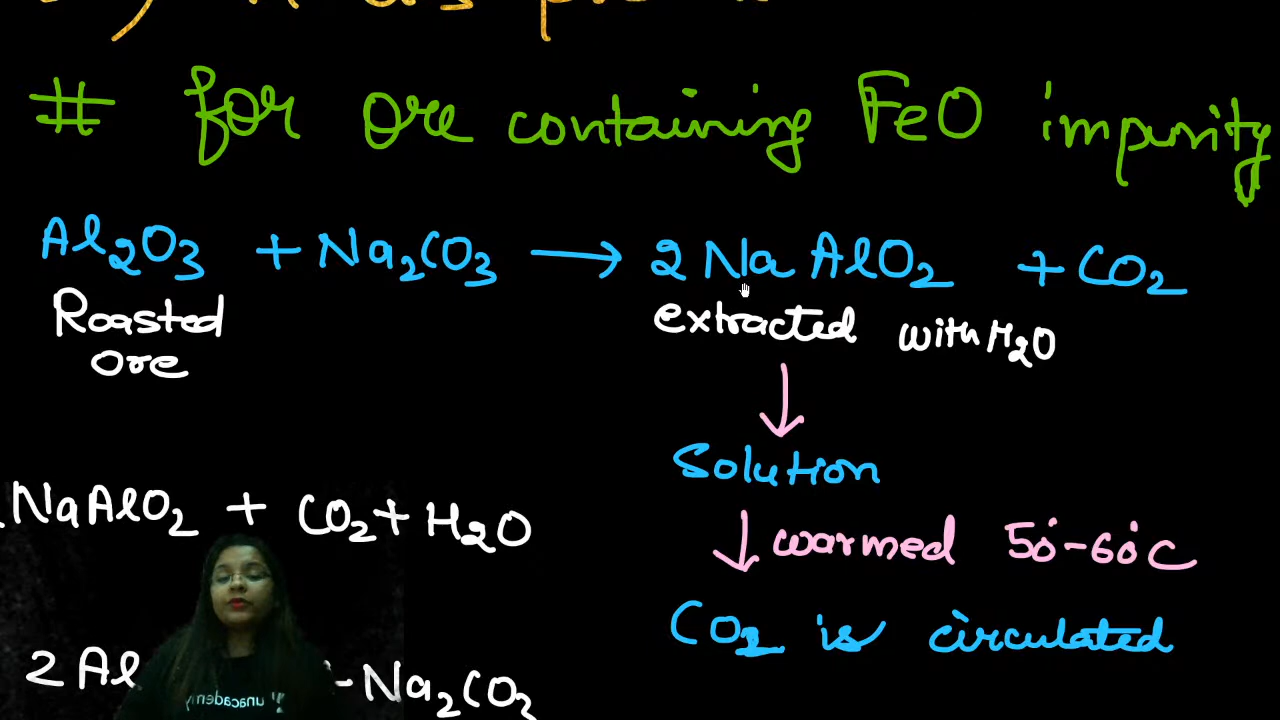 # for ore containing FeO impurity
Al₂O₃ + Na₂CO₃ → 2 NaAlO₂ + CO₂
Roasted ore
extracted with H₂O
↓
Solution
↓ warmed 50°-60°C
CO₂ is circulated
NaAlO₂ + CO₂ + H₂O
2 Al Na₂CO₃
unacademy